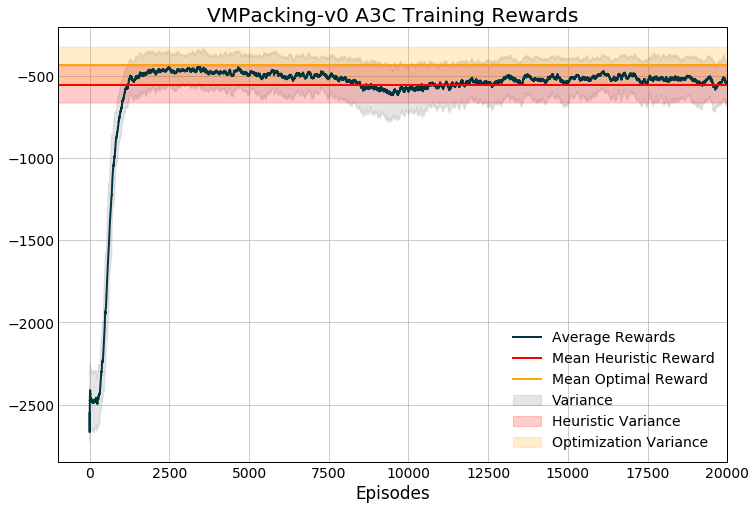 VMPacking-v0 A3C Training Rewards
−500
−1000
−1500
−2000
−2500
Average Rewards
Mean Heuristic Reward
Mean Optimal Reward
Variance
Heuristic Variance
Optimization Variance
0 2500 5000 7500 10000 12500 15000 17500 20000
Episodes